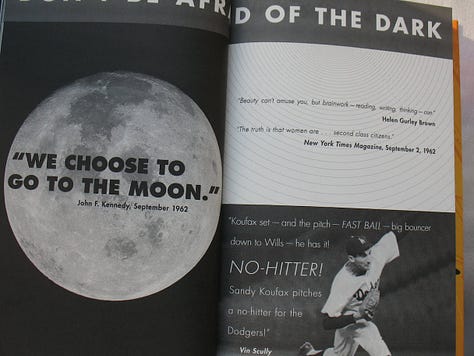 DON'T BE AFRAID OF THE DARK
"WE CHOOSE TO
GO TO THE MOON."
John F. Kennedy, September 1962
"Beauty can't amuse you, but brainwork—reading, writing, thinking—can."
Helen Gurley Brown
"The truth is that women are . . . second class citizens."
New York Times Magazine, September 2, 1962
"Koufax set—and the pitch—FAST BALL—big bouncer
down to Wills—he has it!
NO-HITTER!
Sandy Koufax pitches
a no-hitter for the
Dodgers!"
Vin Scully